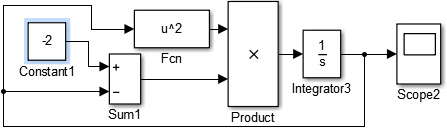 -2
Constant1
+
−
Sum1
u^2
Fcn
×
Product
1
s
Integrator3
Scope2